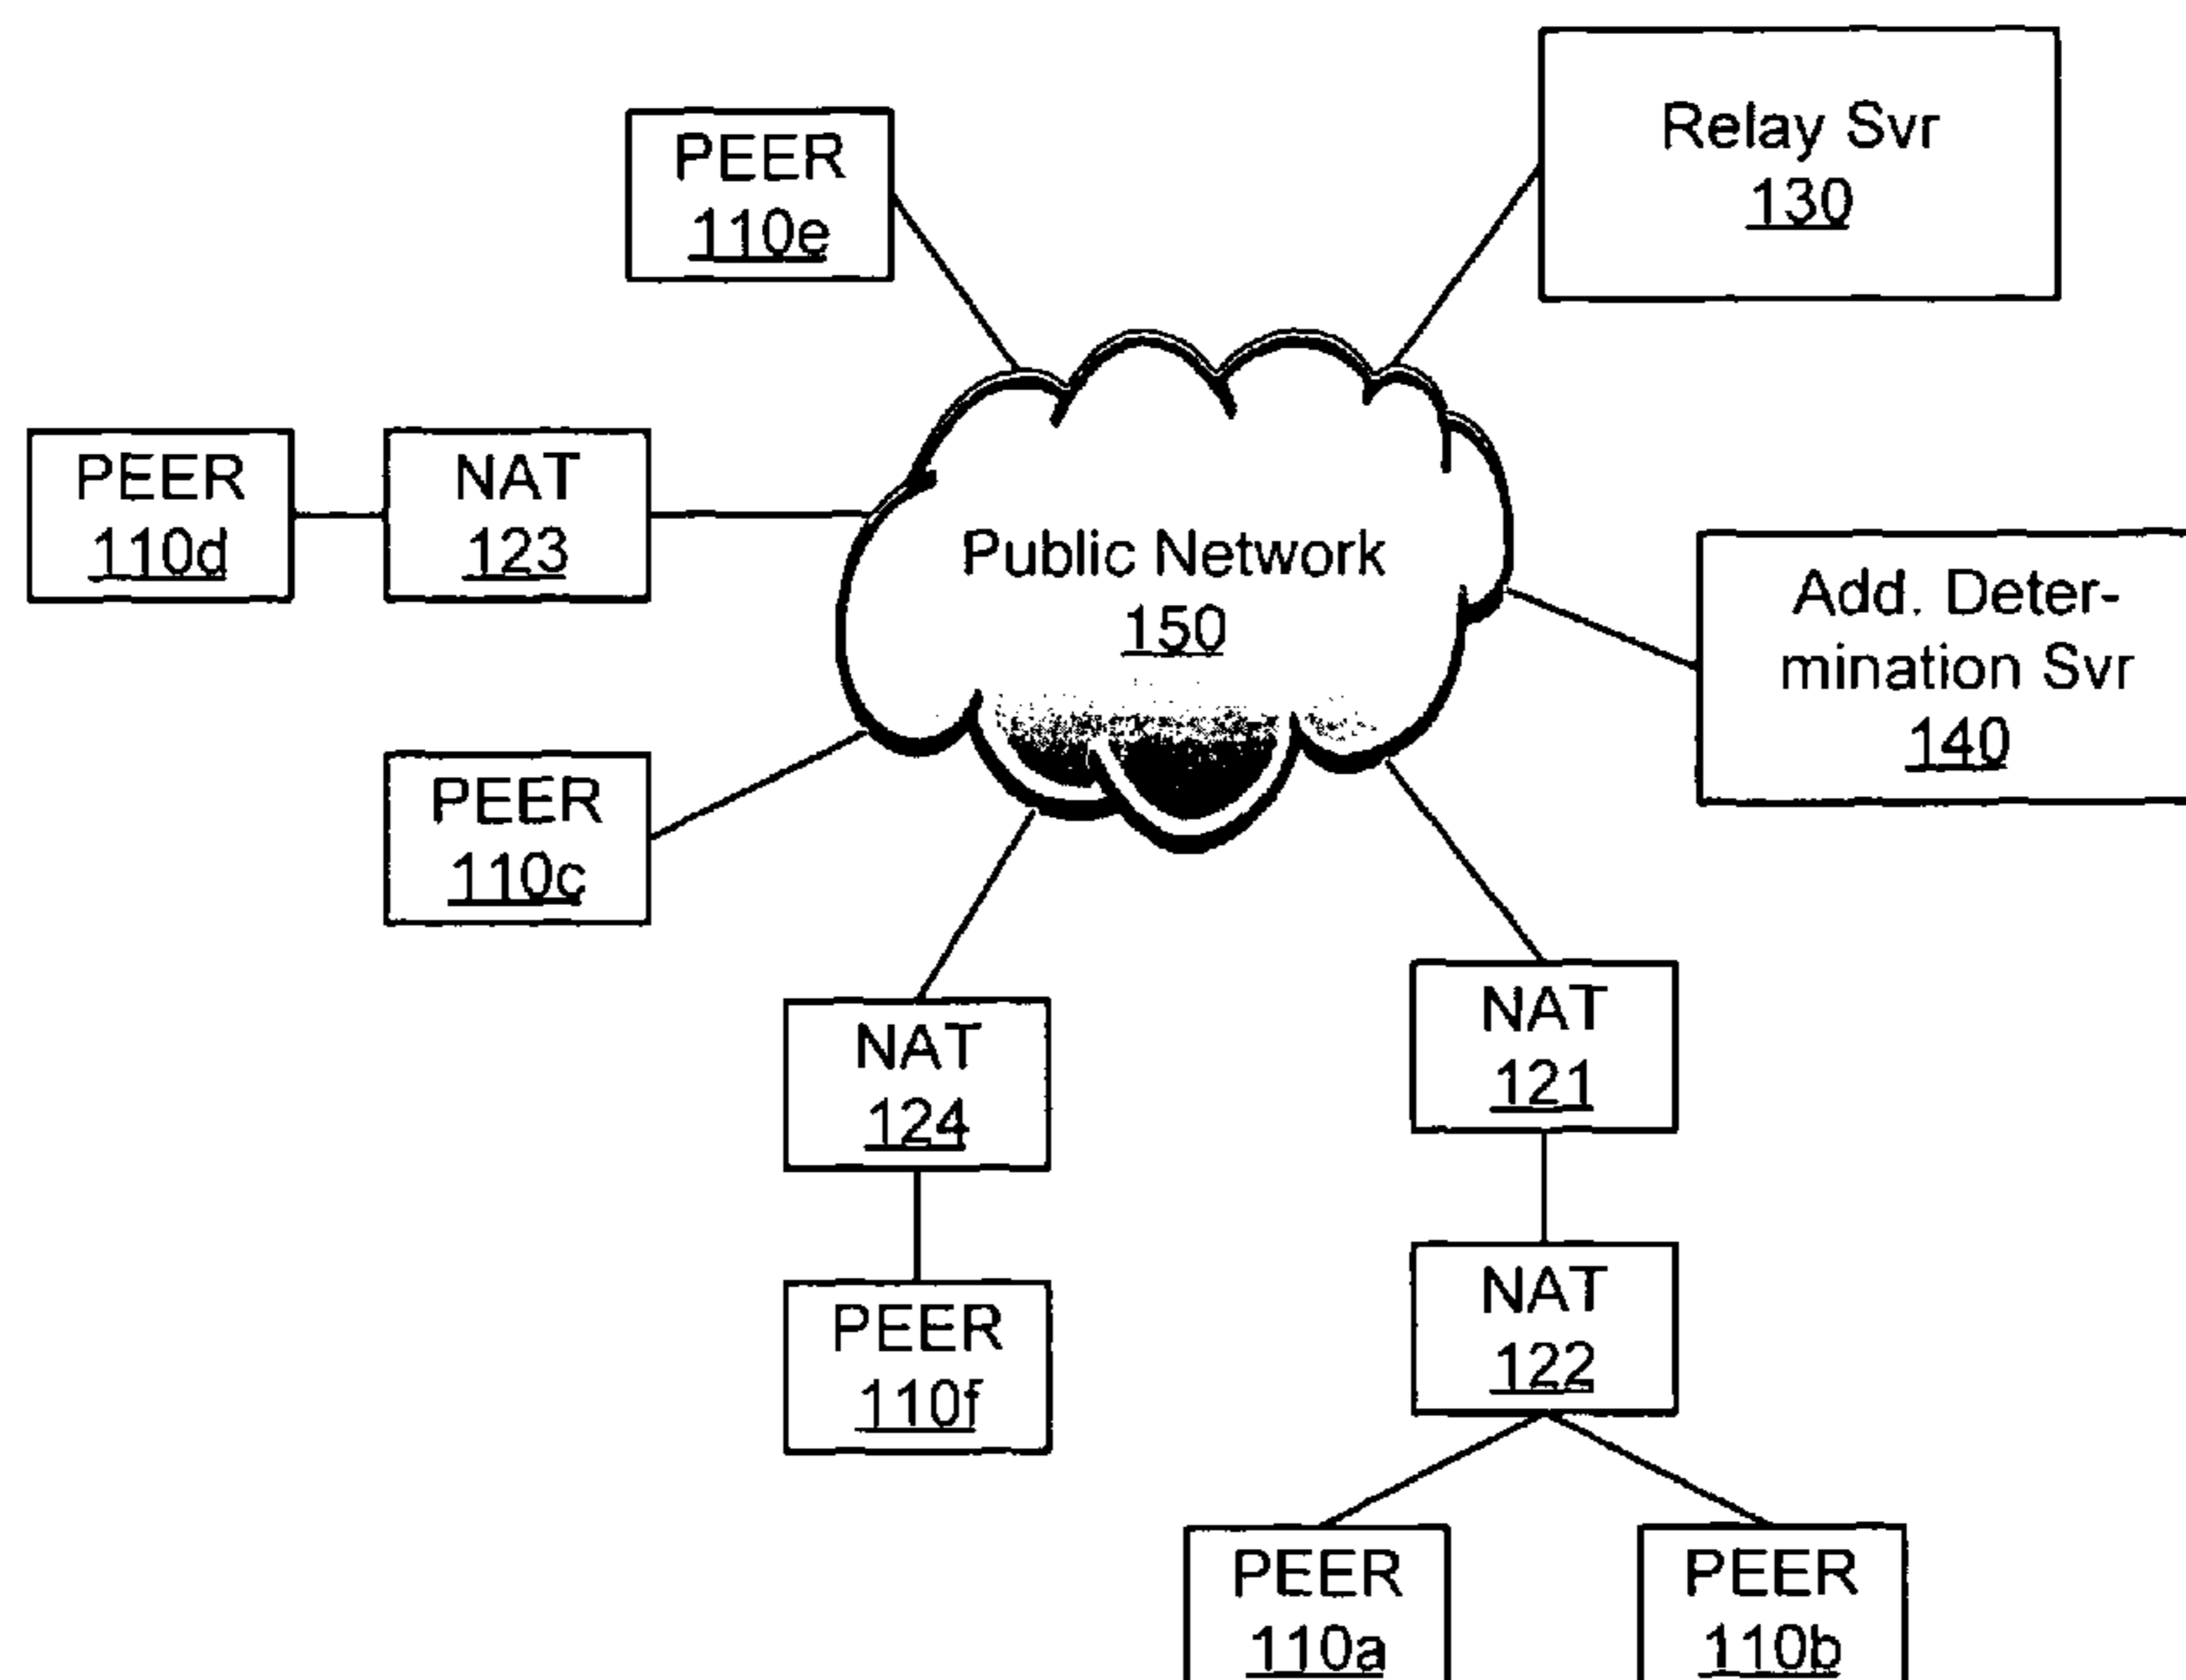 Relay Svr
130
PEER
110e
PEER
110d
NAT
123
Public Network
150
Add. Deter-
mination Svr
140
PEER
110c
NAT
124
NAT
121
PEER
110f
NAT
122
PEER
110a
PEER
110b